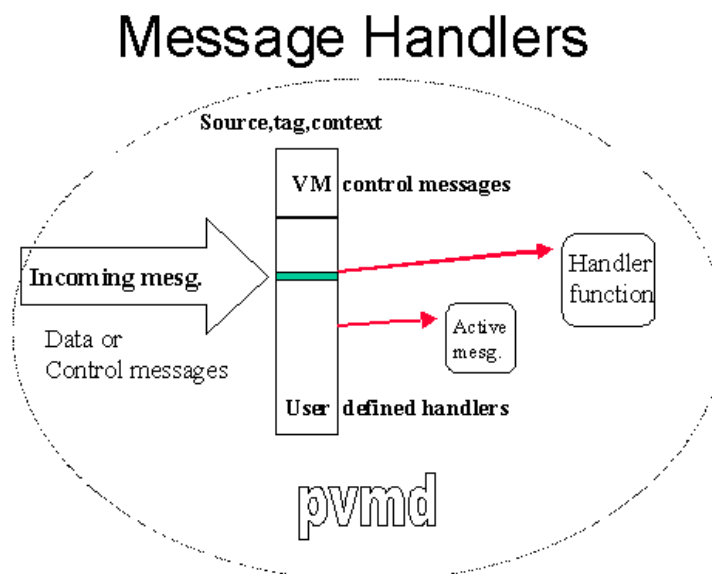 Message Handlers
Source,tag,context
VM control messages
Incoming mesg.
Handler
function
Data or
Control messages
Active
mesg.
User defined handlers
pvmd